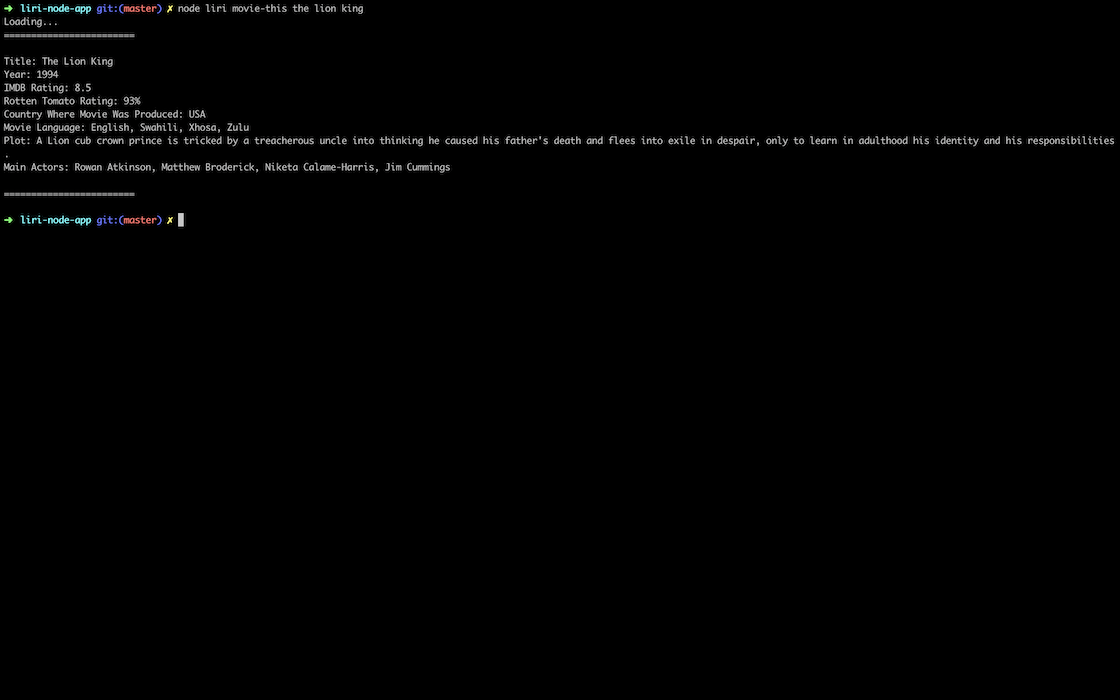 ➜ liri-node-app git:(master) ✗ node liri movie-this the lion king
Loading...
========================
Title: The Lion King
Year: 1994
IMDB Rating: 8.5
Rotten Tomato Rating: 93%
Country Where Movie Was Produced: USA
Movie Language: English, Swahili, Xhosa, Zulu
Plot: A Lion cub crown prince is tricked by a treacherous uncle into thinking he caused his father's death and flees into exile in despair, only to learn in adulthood his identity and his responsibilities
.
Main Actors: Rowan Atkinson, Matthew Broderick, Niketa Calame-Harris, Jim Cummings
========================
➜ liri-node-app git:(master) ✗